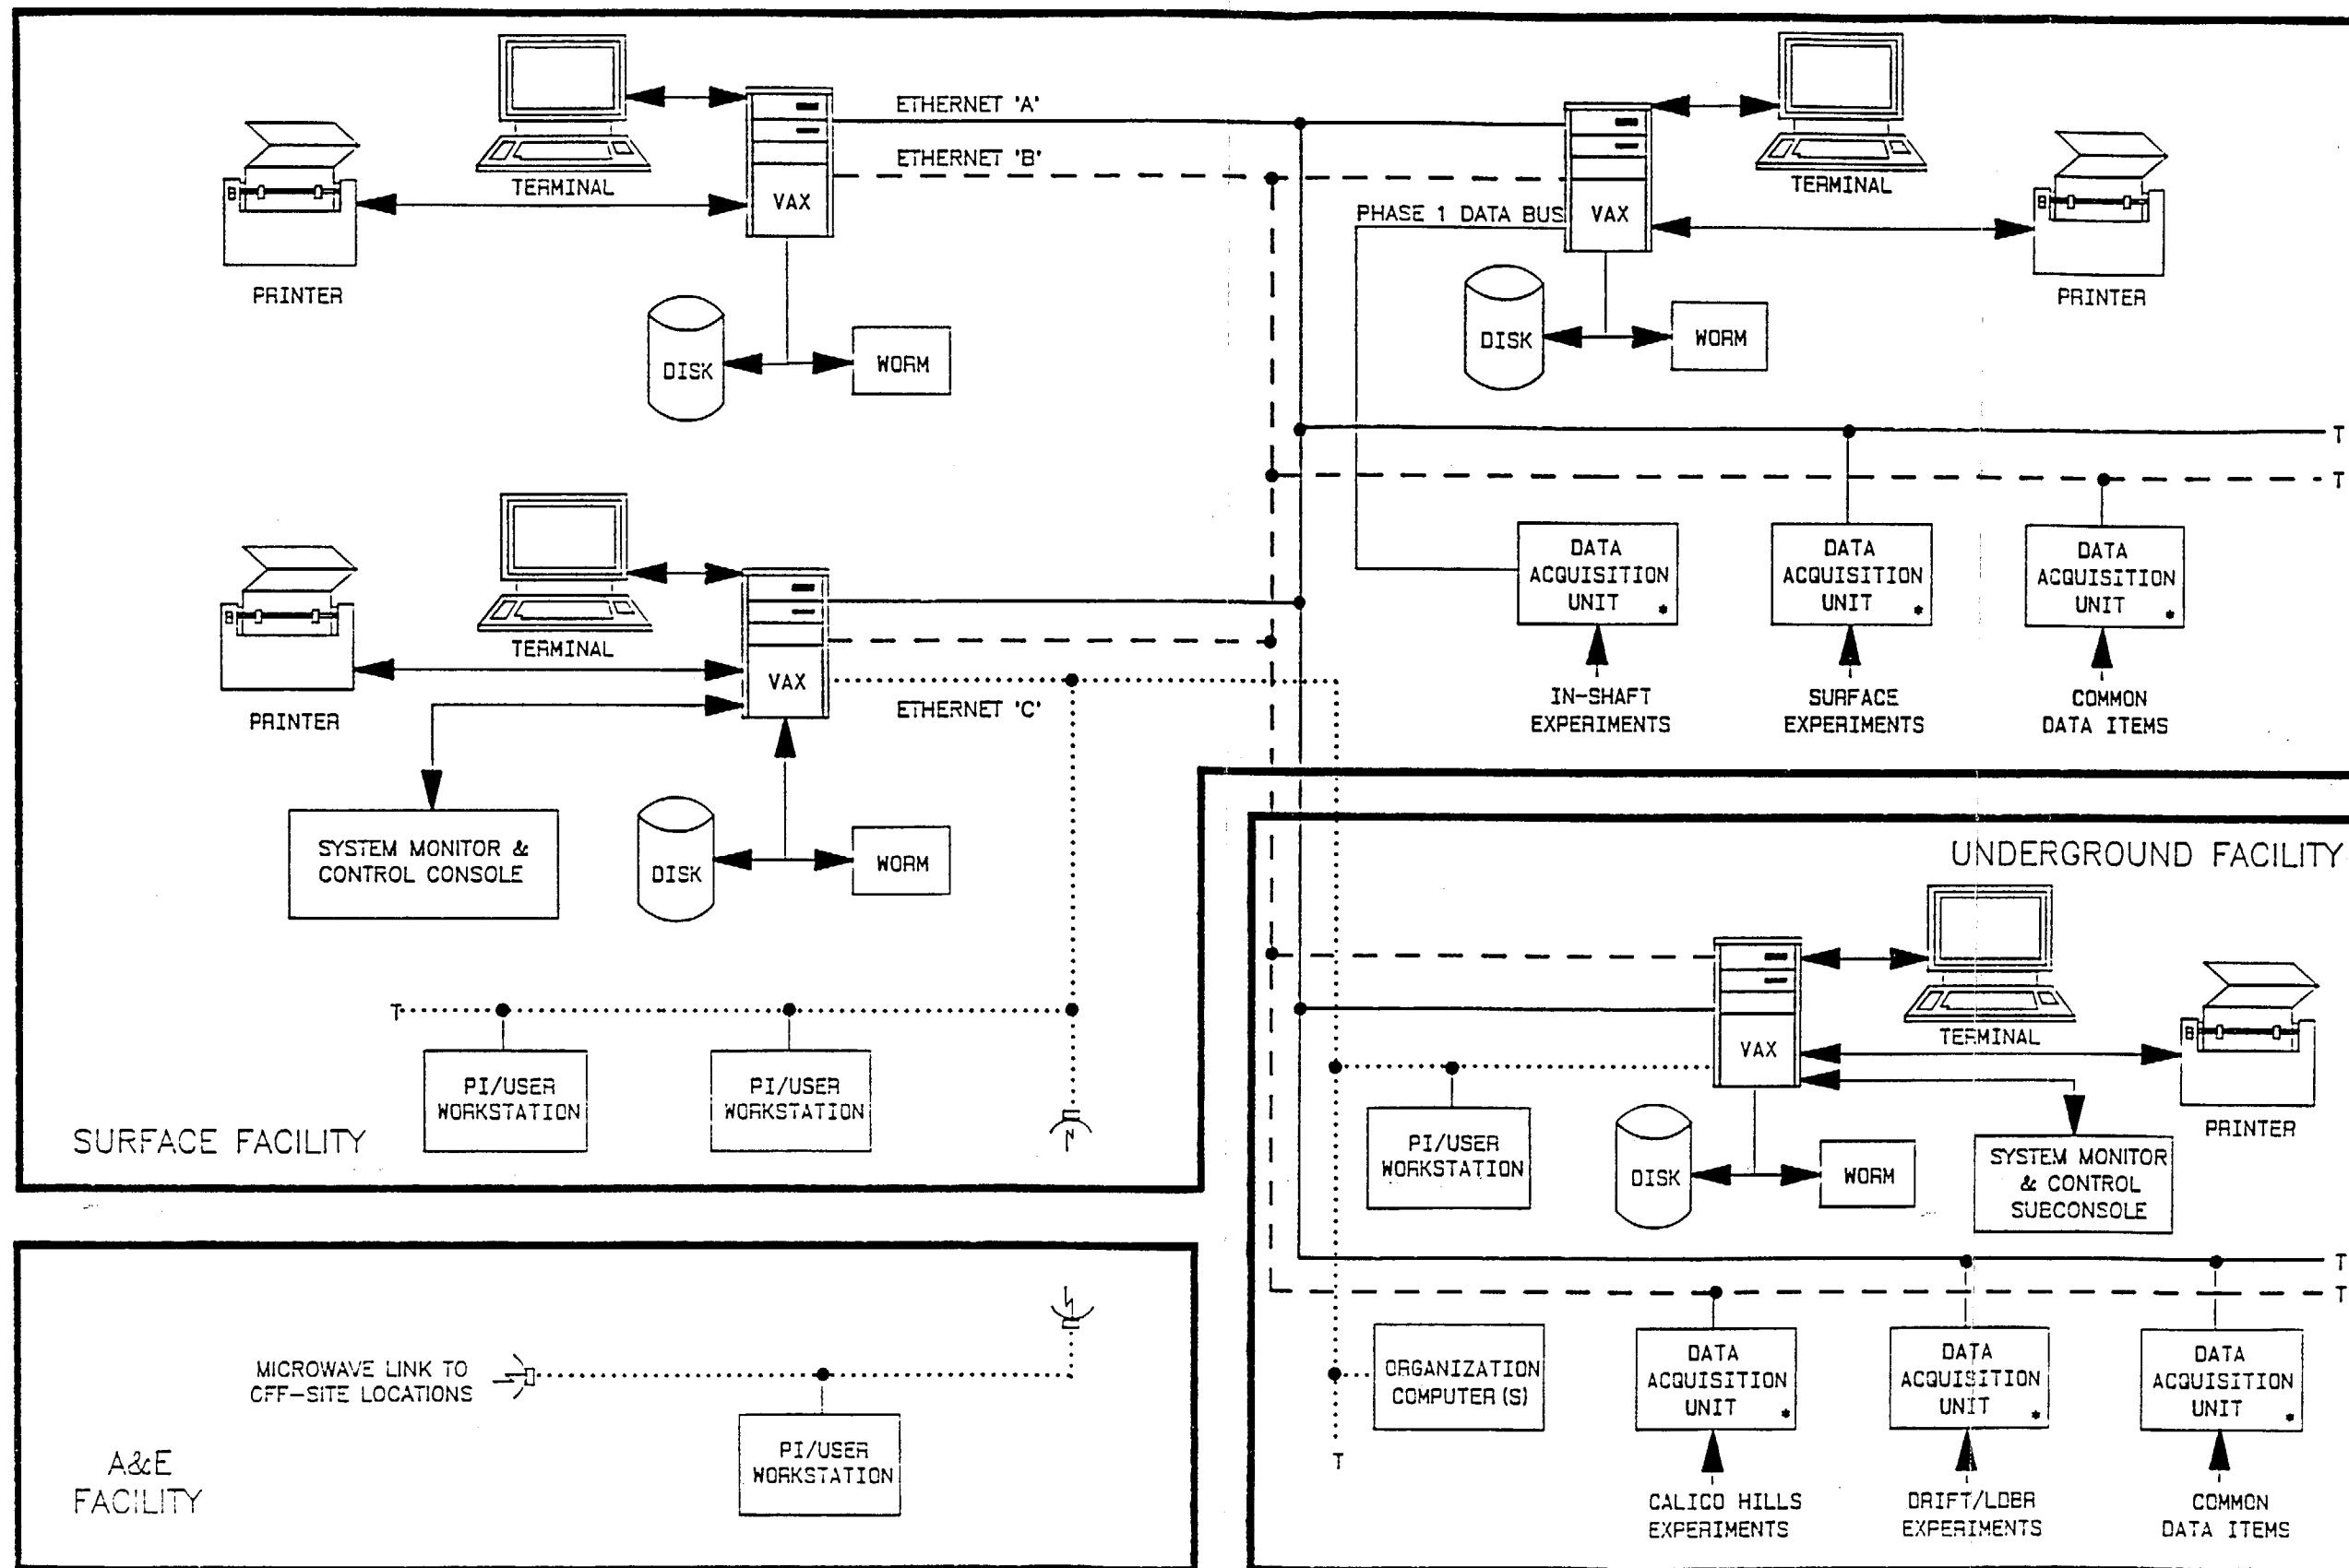 ETHERNET 'A'
ETHERNET 'B'
TERMINAL
VAX
PRINTER
DISK
WORM
TERMINAL
PHASE 1 DATA BUS
VAX
PRINTER
DISK
WORM
T
T
DATA
ACQUISITION
UNIT *
IN-SHAFT
EXPERIMENTS
DATA
ACQUISITION
UNIT *
SURFACE
EXPERIMENTS
DATA
ACQUISITION
UNIT *
COMMON
DATA ITEMS
TERMINAL
VAX
PRINTER
ETHERNET 'C'
SYSTEM MONITOR &
CONTROL CONSOLE
DISK
WORM
T
PI/USER
WORKSTATION
PI/USER
WORKSTATION
SURFACE FACILITY
UNDERGROUND FACILITY
TERMINAL
VAX
PRINTER
PI/USER
WORKSTATION
DISK
WORM
SYSTEM MONITOR
& CONTROL
SUBCONSOLE
T
T
ORGANIZATION
COMPUTER(S)
T
DATA
ACQUISITION
UNIT *
CALICO HILLS
EXPERIMENTS
DATA
ACQUISITION
UNIT *
DRIFT/LDBR
EXPERIMENTS
DATA
ACQUISITION
UNIT *
COMMON
DATA ITEMS
MICROWAVE LINK TO
OFF-SITE LOCATIONS
PI/USER
WORKSTATION
A&E
FACILITY